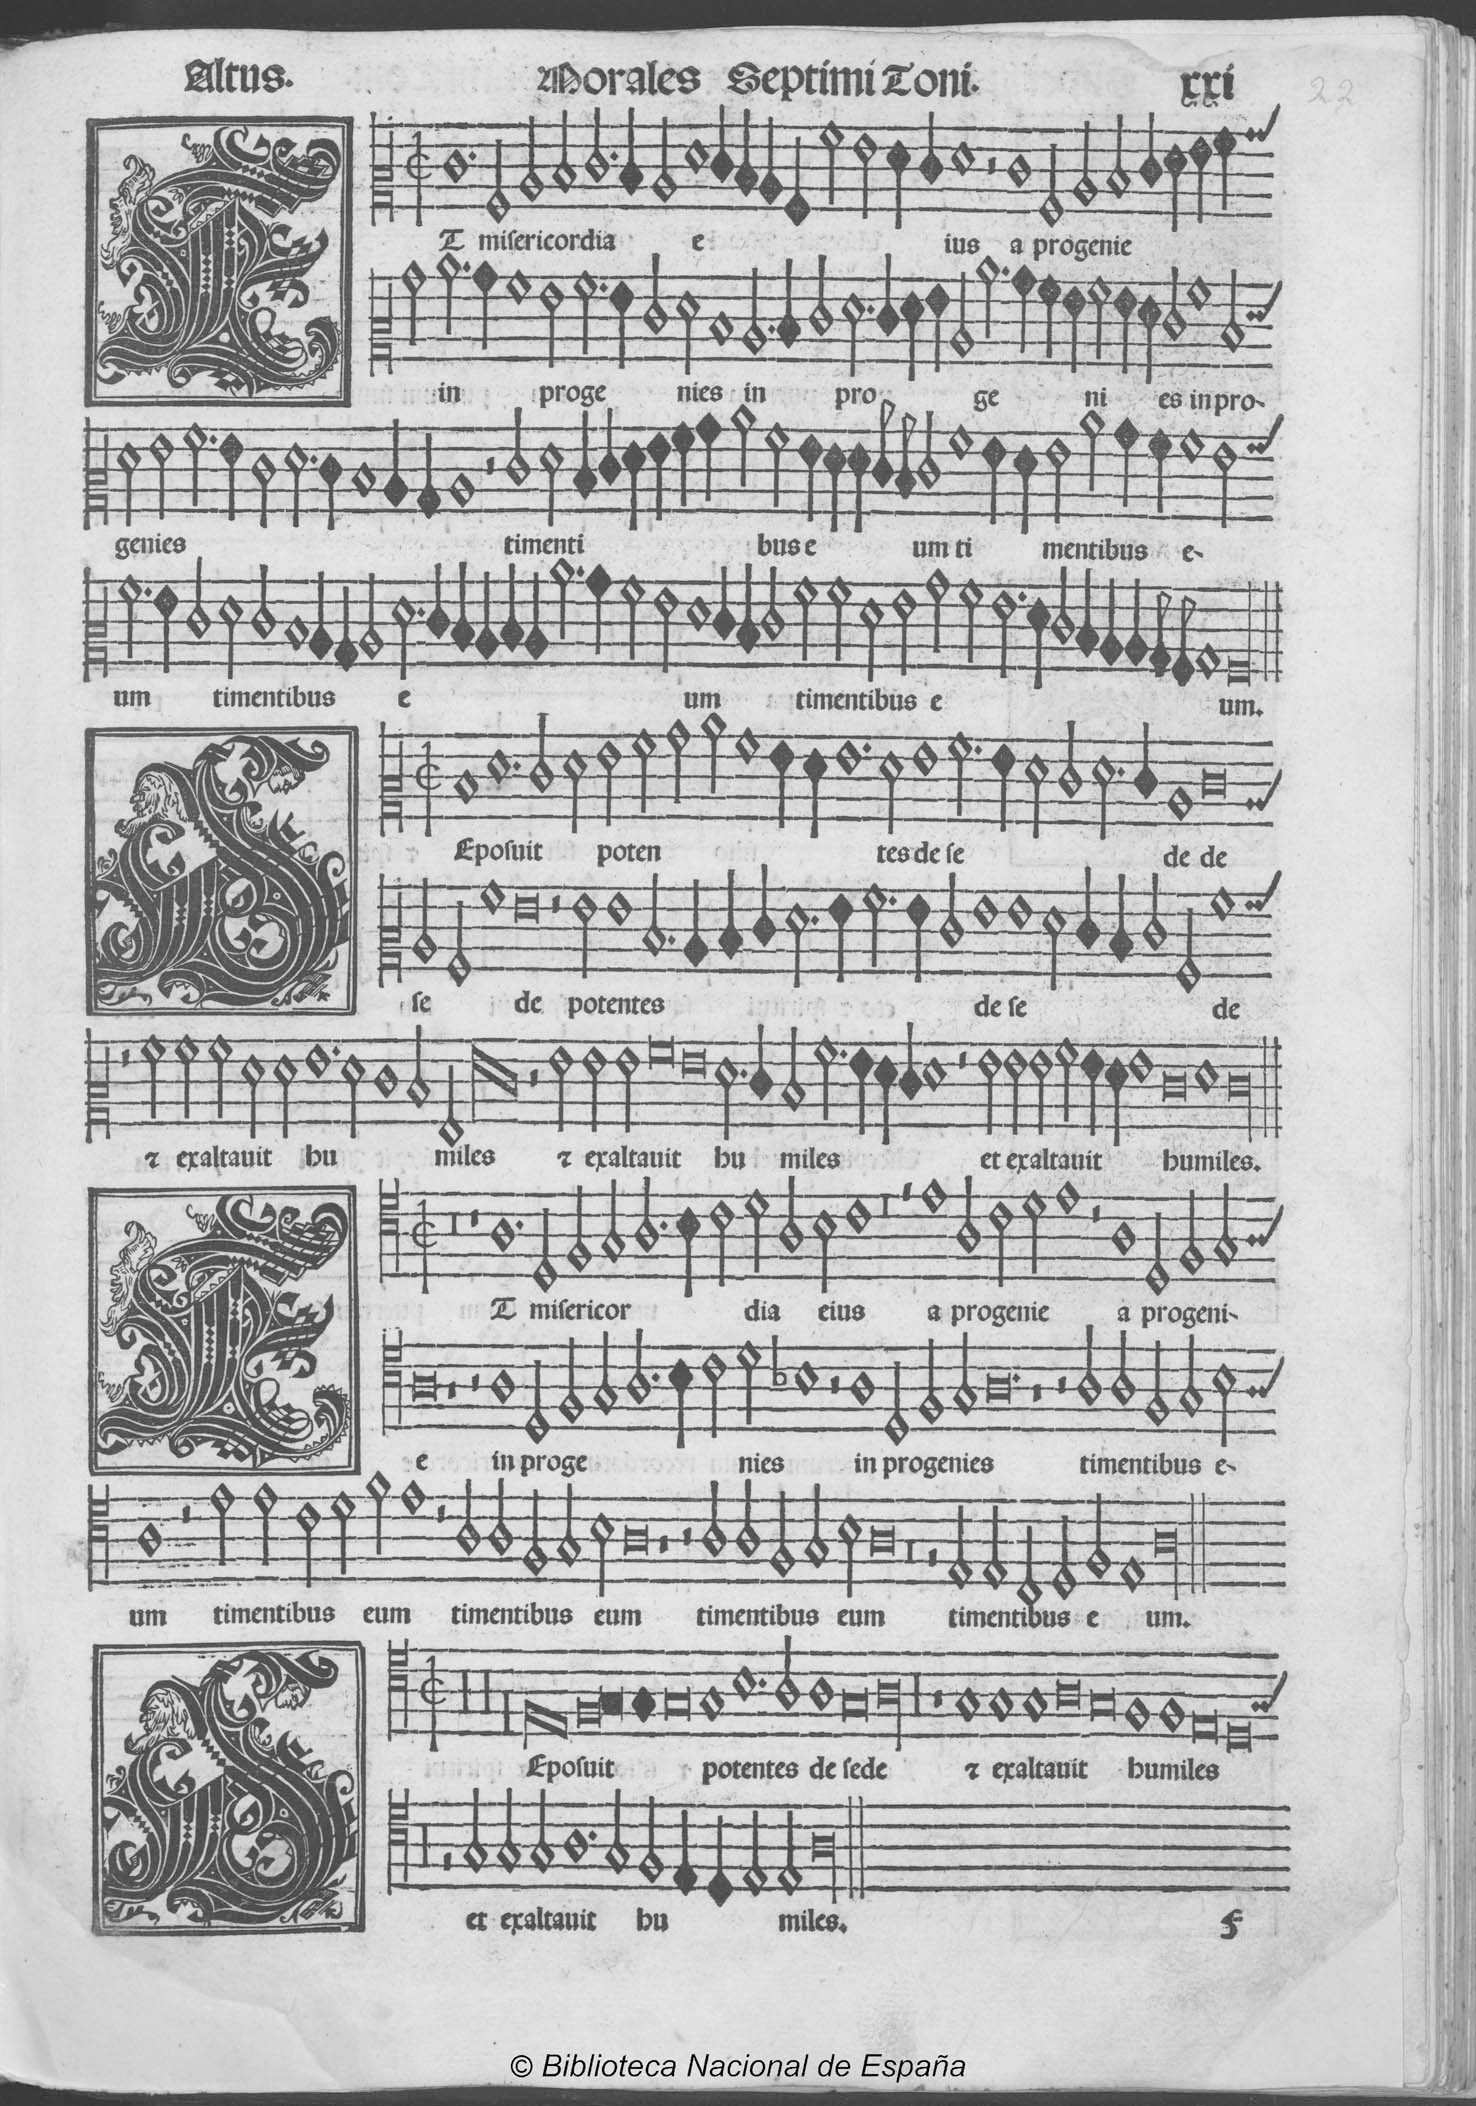 Altus. Morales Septimi Toni. xxi 22
ET misericordia e ius a progenie
in proge nies in pro ge ni es in pro-
genies timenti bus e um ti mentibus e-
um timentibus e um timentibus e um.
DEposuit poten tes de se de de
se de potentes de se de
⁊ exaltauit hu miles ⁊ exaltauit hu miles et exaltauit humiles.
ET misericor dia eius a progenie a progeni-
e in proge nies in progenies timentibus e-
um timentibus eum timentibus eum timentibus eum timentibus e um.
DEposuit potentes de sede ⁊ exaltauit humiles
et exaltauit hu miles.
f
© Biblioteca Nacional de España